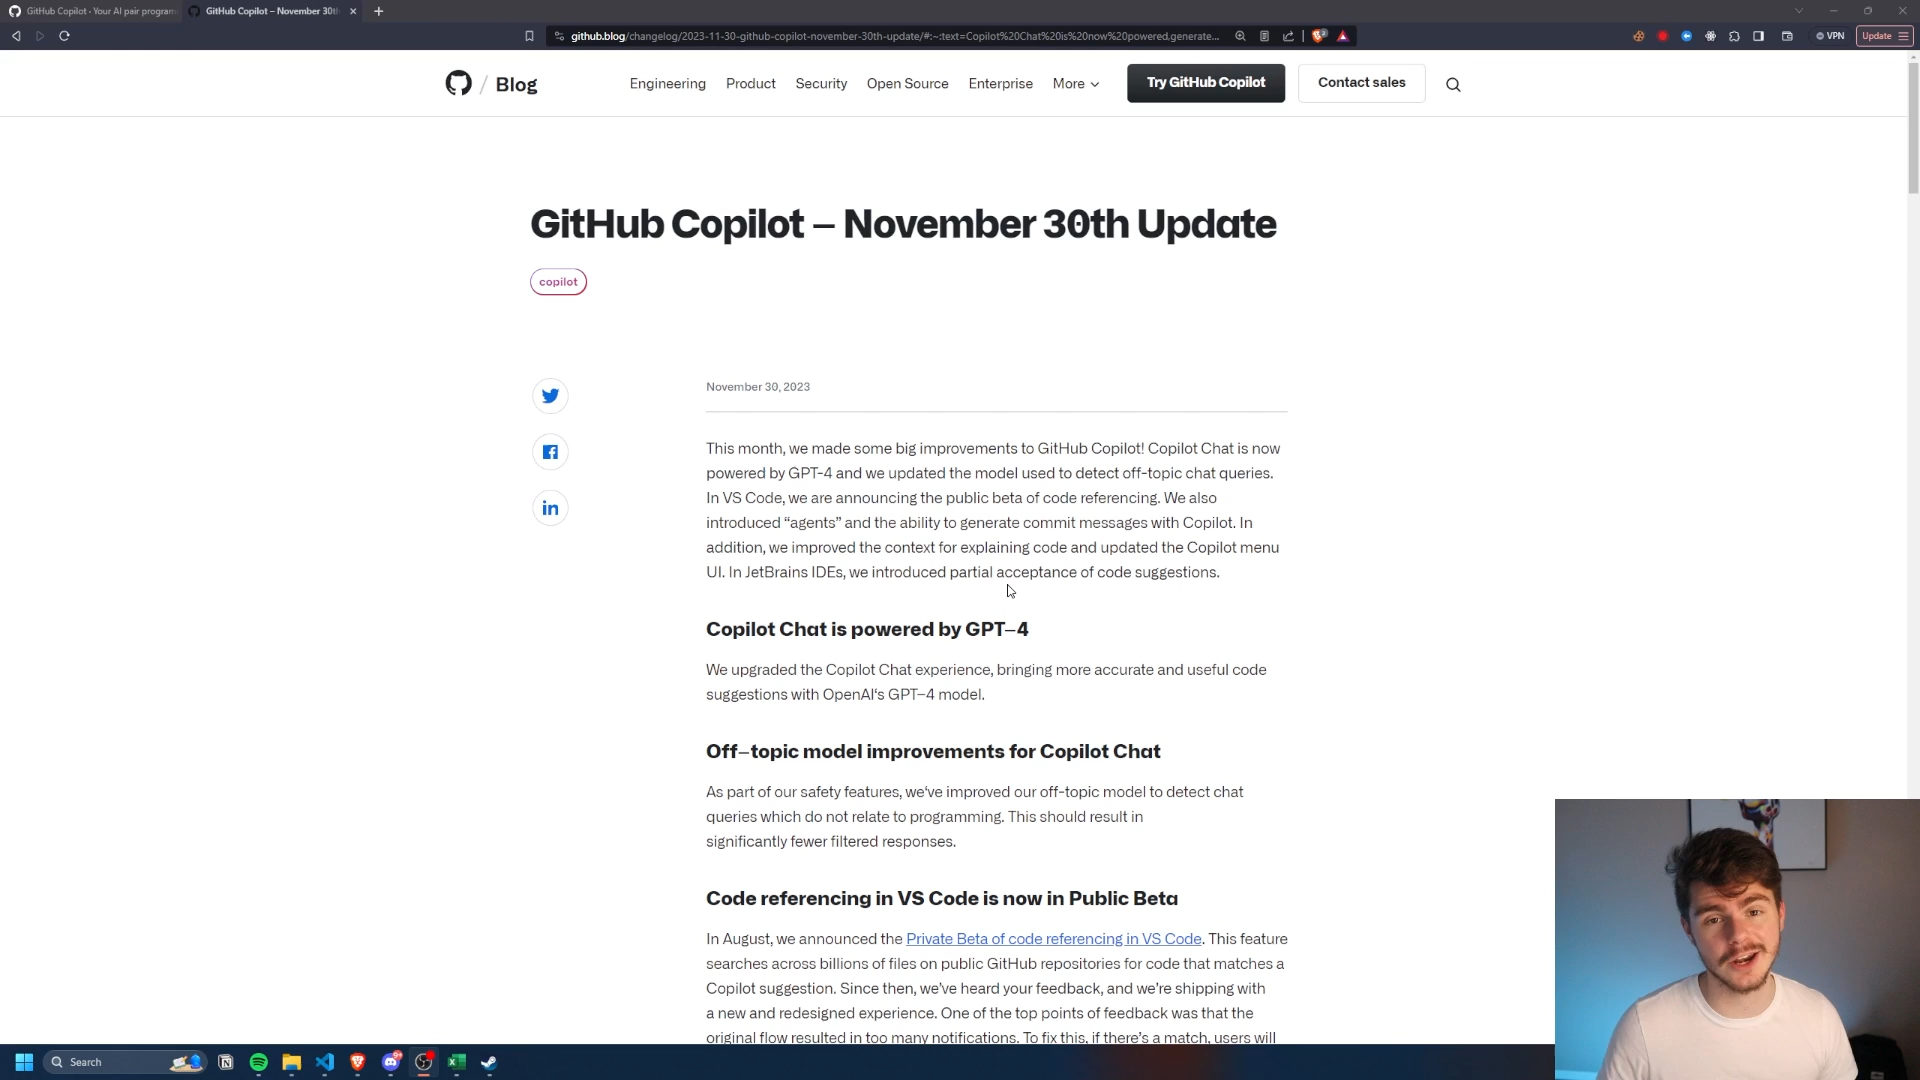 GitHub Copilot · Your AI pair program
GitHub Copilot – November 30th
github.blog/changelog/2023-11-30-github-copilot-november-30th-update/#:~:text=Copilot%20Chat%20is%20now%20powered,generate...
VPN
Update
/ Blog
Engineering
Product
Security
Open Source
Enterprise
More
Try GitHub Copilot
Contact sales
GitHub Copilot – November 30th Update
copilot
November 30, 2023
This month, we made some big improvements to GitHub Copilot! Copilot Chat is now
powered by GPT-4 and we updated the model used to detect off-topic chat queries.
In VS Code, we are announcing the public beta of code referencing. We also
introduced “agents” and the ability to generate commit messages with Copilot. In
addition, we improved the context for explaining code and updated the Copilot menu
UI. In JetBrains IDEs, we introduced partial acceptance of code suggestions.
Copilot Chat is powered by GPT–4
We upgraded the Copilot Chat experience, bringing more accurate and useful code
suggestions with OpenAI‘s GPT–4 model.
Off–topic model improvements for Copilot Chat
As part of our safety features, we’ve improved our off-topic model to detect chat
queries which do not relate to programming. This should result in
significantly fewer filtered responses.
Code referencing in VS Code is now in Public Beta
In August, we announced the Private Beta of code referencing in VS Code. This feature
searches across billions of files on public GitHub repositories for code that matches a
Copilot suggestion. Since then, we’ve heard your feedback, and we’re shipping with
a new and redesigned experience. One of the top points of feedback was that the
original flow resulted in too many notifications. To fix this, if there’s a match, users will
Search